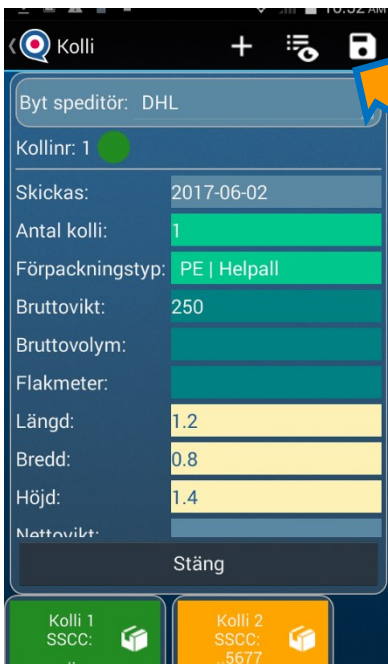 Kolli
Byt speditör: DHL
Kollinr: 1
Skickas: 2017-06-02
Antal kolli: 1
Förpackningstyp: PE | Helpall
Bruttovikt: 250
Bruttovolym:
Flakmeter:
Längd: 1.2
Bredd: 0.8
Höjd: 1.4
Nettovikt:
Stäng
Kolli 1
SSCC:
Kolli 2
SSCC:
..5677